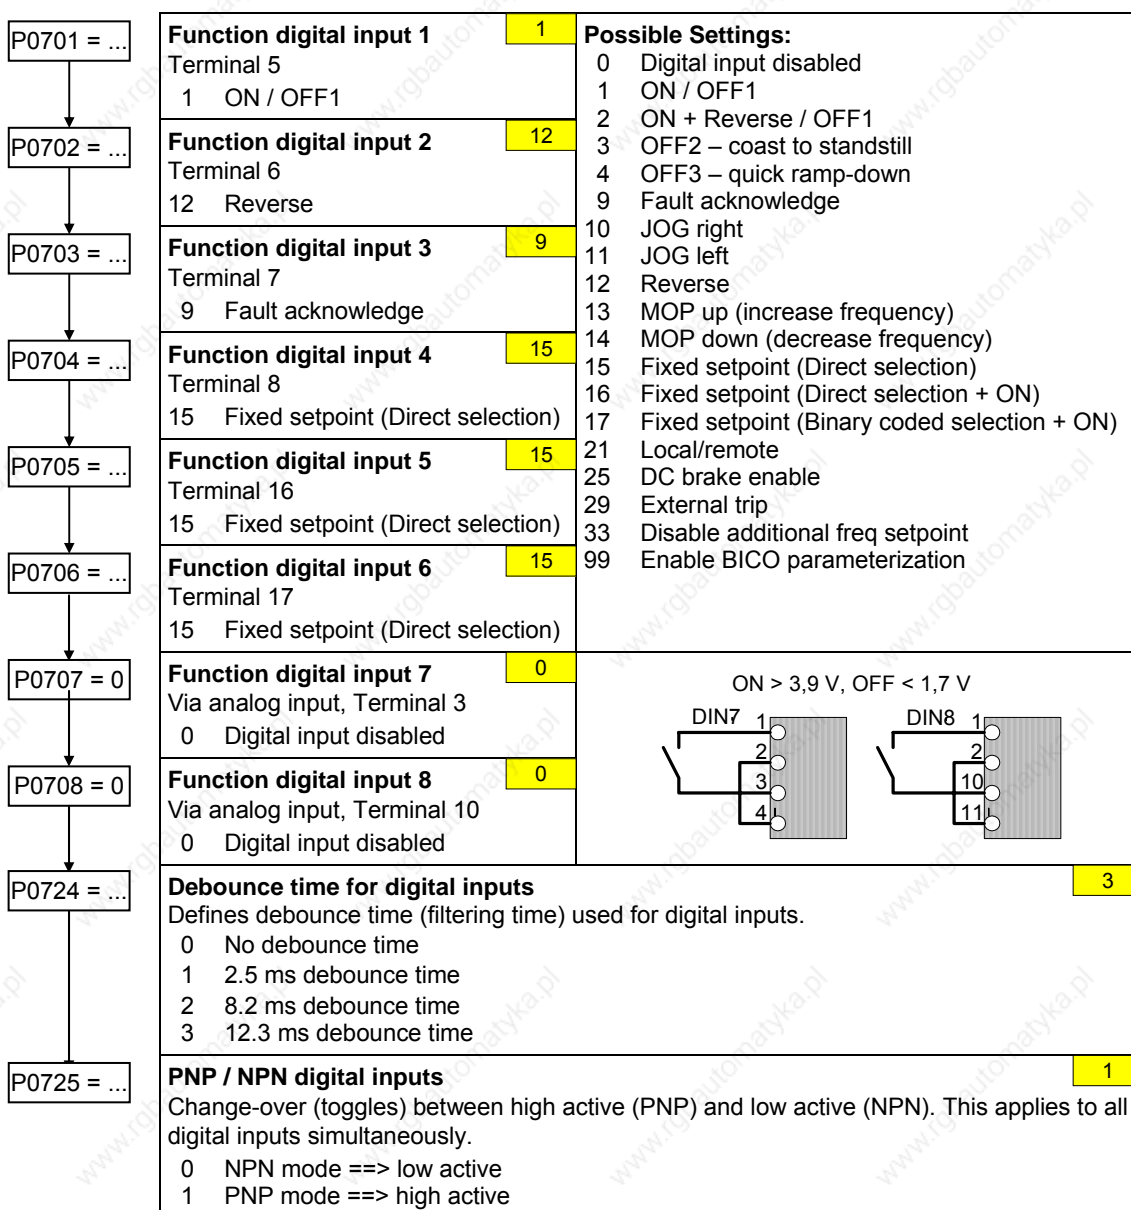 P0701 = ...
Function digital input 1
1
Terminal 5
1 ON / OFF1
P0702 = ...
Function digital input 2
12
Terminal 6
12 Reverse
P0703 = ...
Function digital input 3
9
Terminal 7
9 Fault acknowledge
P0704 = ...
Function digital input 4
15
Terminal 8
15 Fixed setpoint (Direct selection)
P0705 = ...
Function digital input 5
15
Terminal 16
15 Fixed setpoint (Direct selection)
P0706 = ...
Function digital input 6
15
Terminal 17
15 Fixed setpoint (Direct selection)
Possible Settings:
0 Digital input disabled
1 ON / OFF1
2 ON + Reverse / OFF1
3 OFF2 – coast to standstill
4 OFF3 – quick ramp-down
9 Fault acknowledge
10 JOG right
11 JOG left
12 Reverse
13 MOP up (increase frequency)
14 MOP down (decrease frequency)
15 Fixed setpoint (Direct selection)
16 Fixed setpoint (Direct selection + ON)
17 Fixed setpoint (Binary coded selection + ON)
21 Local/remote
25 DC brake enable
29 External trip
33 Disable additional freq setpoint
99 Enable BICO parameterization
P0707 = 0
Function digital input 7
0
Via analog input, Terminal 3
0 Digital input disabled
P0708 = 0
Function digital input 8
0
Via analog input, Terminal 10
0 Digital input disabled
ON > 3,9 V, OFF < 1,7 V
DIN7 1
2
3
4
DIN8 1
2
10
11
P0724 = ...
Debounce time for digital inputs
3
Defines debounce time (filtering time) used for digital inputs.
0 No debounce time
1 2.5 ms debounce time
2 8.2 ms debounce time
3 12.3 ms debounce time
P0725 = ...
PNP / NPN digital inputs
1
Change-over (toggles) between high active (PNP) and low active (NPN). This applies to all
digital inputs simultaneously.
0 NPN mode ==> low active
1 PNP mode ==> high active
www.rgbautomatyka.pl